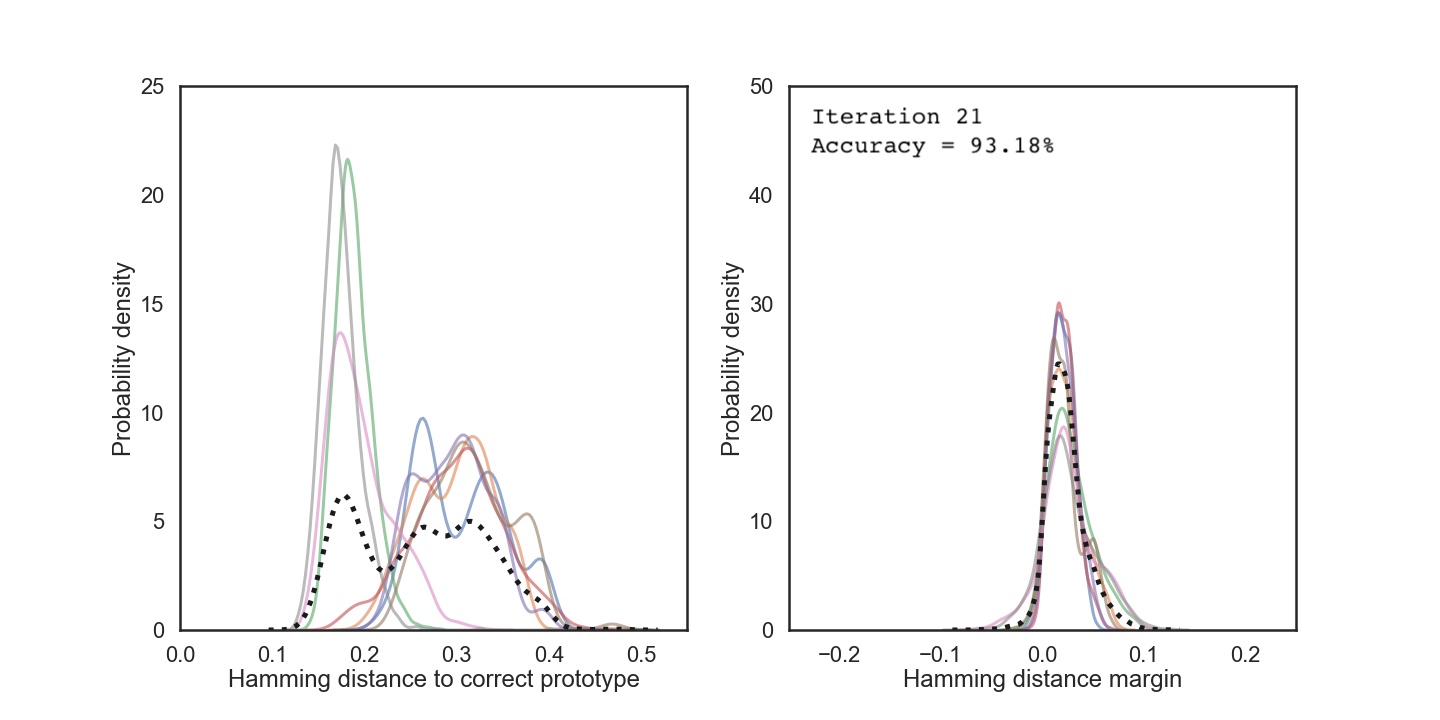 25
20
15
10
5
0
Probability density
0.0 0.1 0.2 0.3 0.4 0.5
Hamming distance to correct prototype
50
40
30
20
10
0
Probability density
Iteration 21
Accuracy = 93.18%
−0.2 −0.1 0.0 0.1 0.2
Hamming distance margin